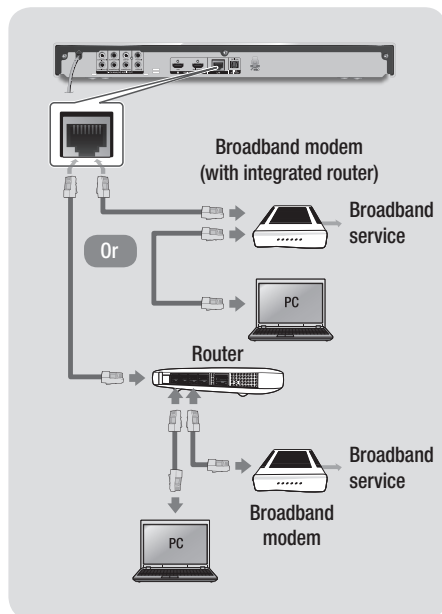 Broadband modem
(with integrated router)
Broadband
service
Or
PC
Router
Broadband
service
Broadband
modem
PC